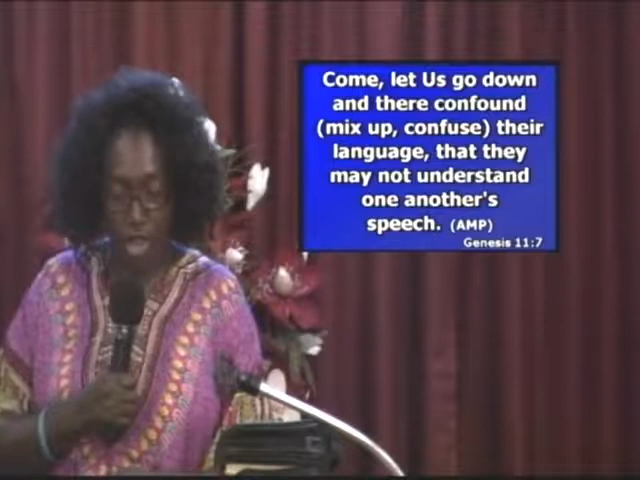 Come, let Us go down
and there confound
(mix up, confuse) their
language, that they
may not understand
one another's
speech. (AMP)
Genesis 11:7